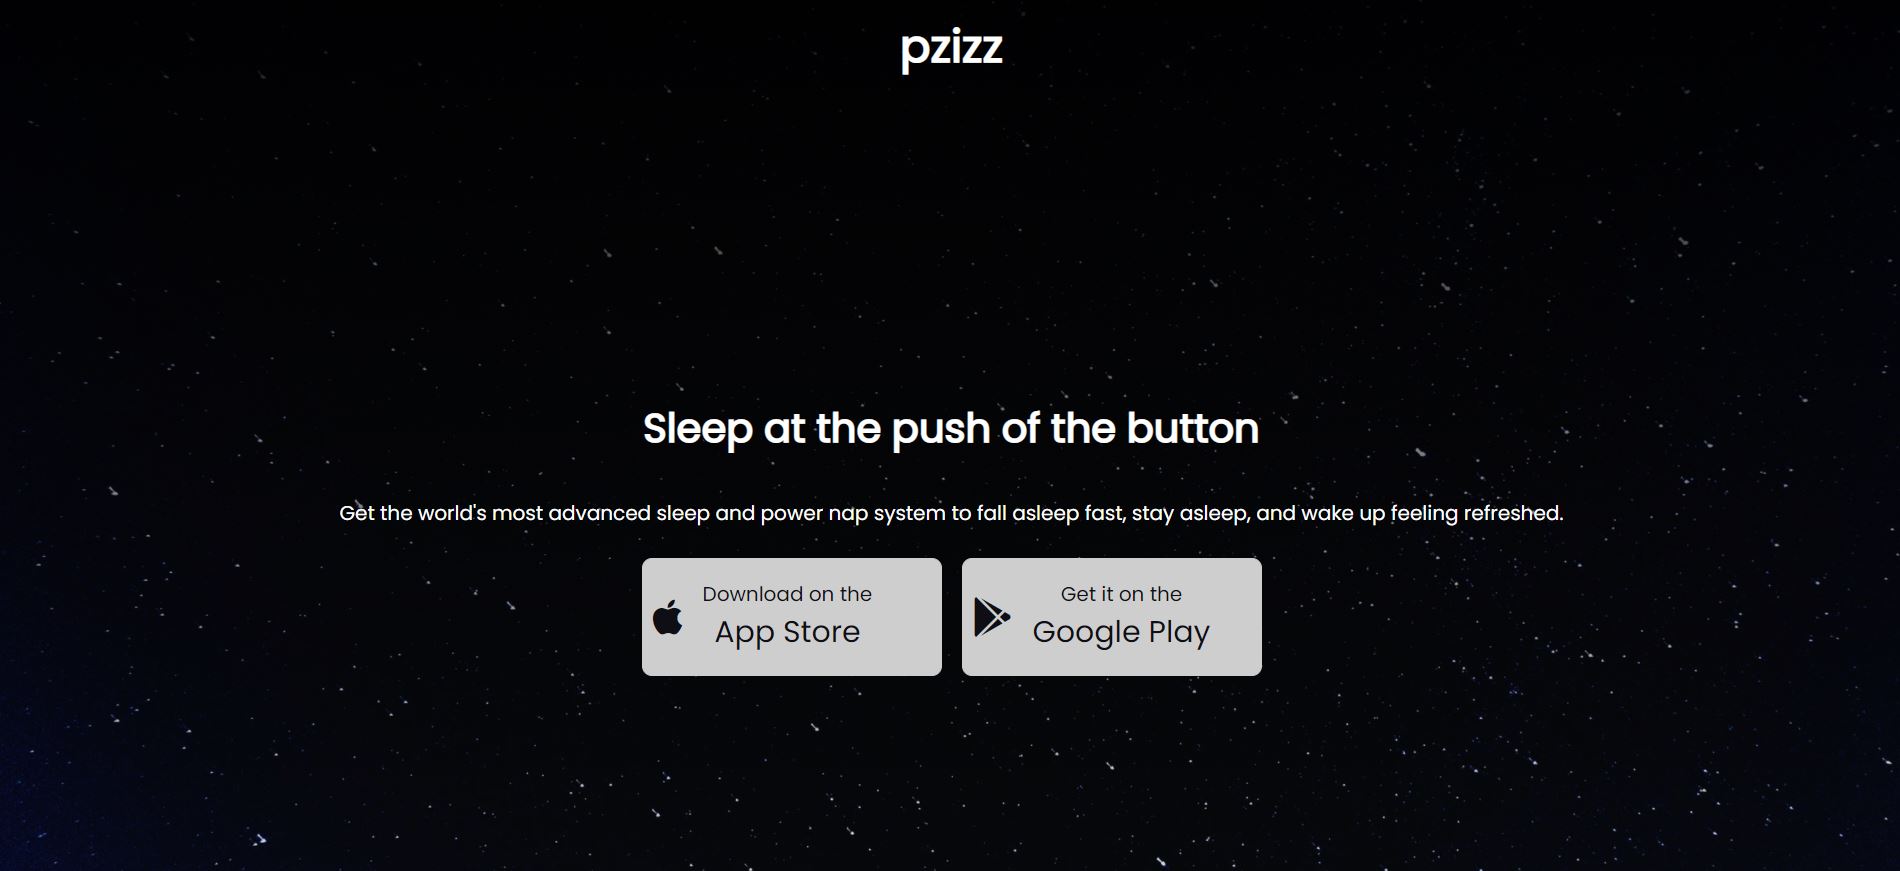 pzizz
Sleep at the push of the button
Get the world's most advanced sleep and power nap system to fall asleep fast, stay asleep, and wake up feeling refreshed.
Download on the
App Store
Get it on the
Google Play